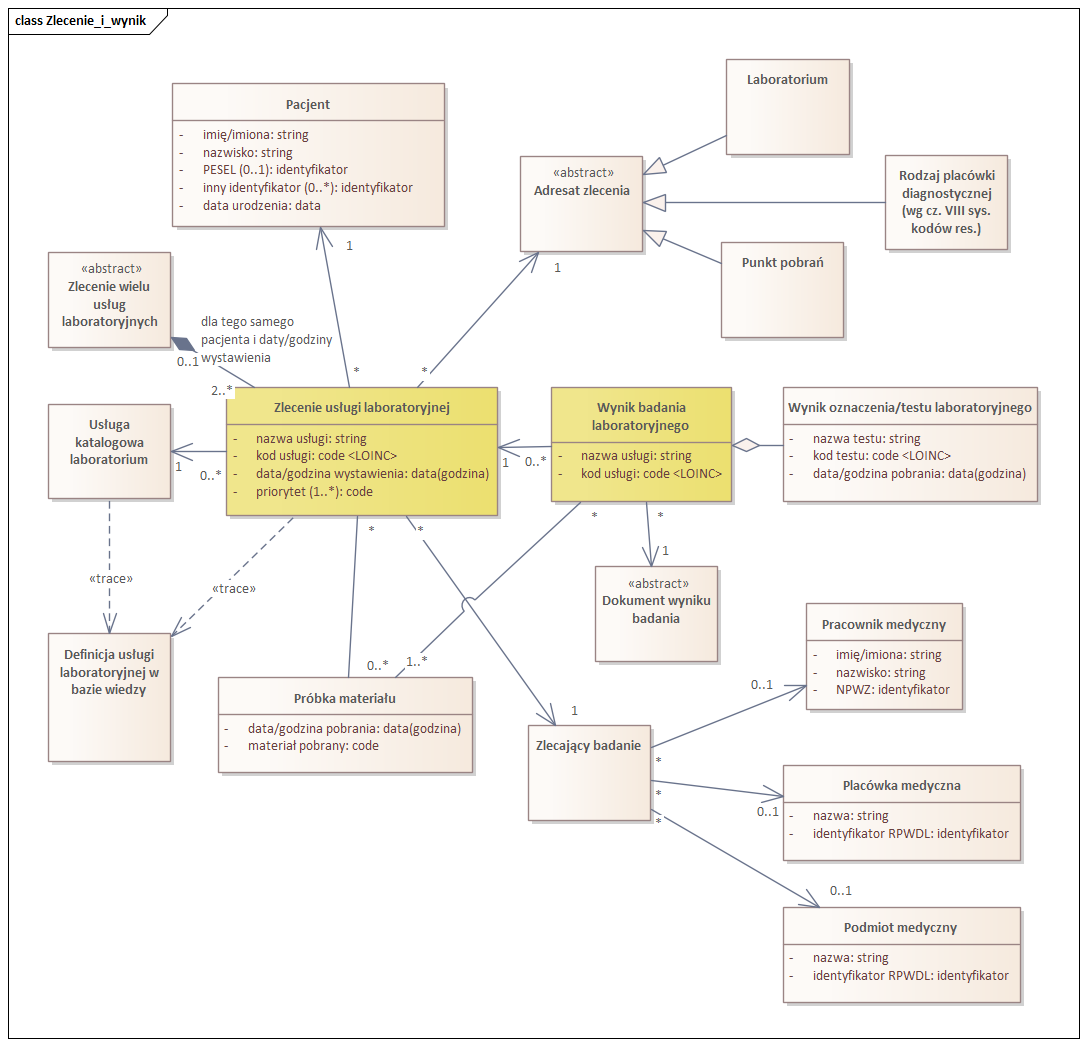 class Zlecenie_i_wynik
Laboratorium
Pacjent
- imię/imiona: string
- nazwisko: string
- PESEL (0..1): identyfikator
- inny identyfikator (0..*): identyfikator
- data urodzenia: data
«abstract»
Adresat zlecenia
Rodzaj placówki
diagnostycznej
(wg cz. VIII sys.
kodów res.)
Punkt pobrań
1
1
«abstract»
Zlecenie wielu
usług
laboratoryjnych
dla tego samego
pacjenta i daty/godziny
wystawienia
0..1
2..*
*
*
Zlecenie usługi laboratoryjnej
- nazwa usługi: string
- kod usługi: code <LOINC>
- data/godzina wystawienia: data(godzina)
- priorytet (1..*): code
Wynik badania
laboratoryjnego
- nazwa usługi: string
- kod usługi: code <LOINC>
Wynik oznaczenia/testu laboratoryjnego
- nazwa testu: string
- kod testu: code <LOINC>
- data/godzina pobrania: data(godzina)
Usługa
katalogowa
laboratorium
1
0..*
1
0..*
*
*
*
*
1
«trace»
«trace»
«abstract»
Dokument wyniku
badania
Definicja usługi
laboratoryjnej w
bazie wiedzy
0..*
1..*
Próbka materiału
- data/godzina pobrania: data(godzina)
- materiał pobrany: code
1
Zlecający badanie
*
*
*
Pracownik medyczny
- imię/imiona: string
- nazwisko: string
- NPWZ: identyfikator
0..1
Placówka medyczna
- nazwa: string
- identyfikator RPWDL: identyfikator
0..1
0..1
Podmiot medyczny
- nazwa: string
- identyfikator RPWDL: identyfikator